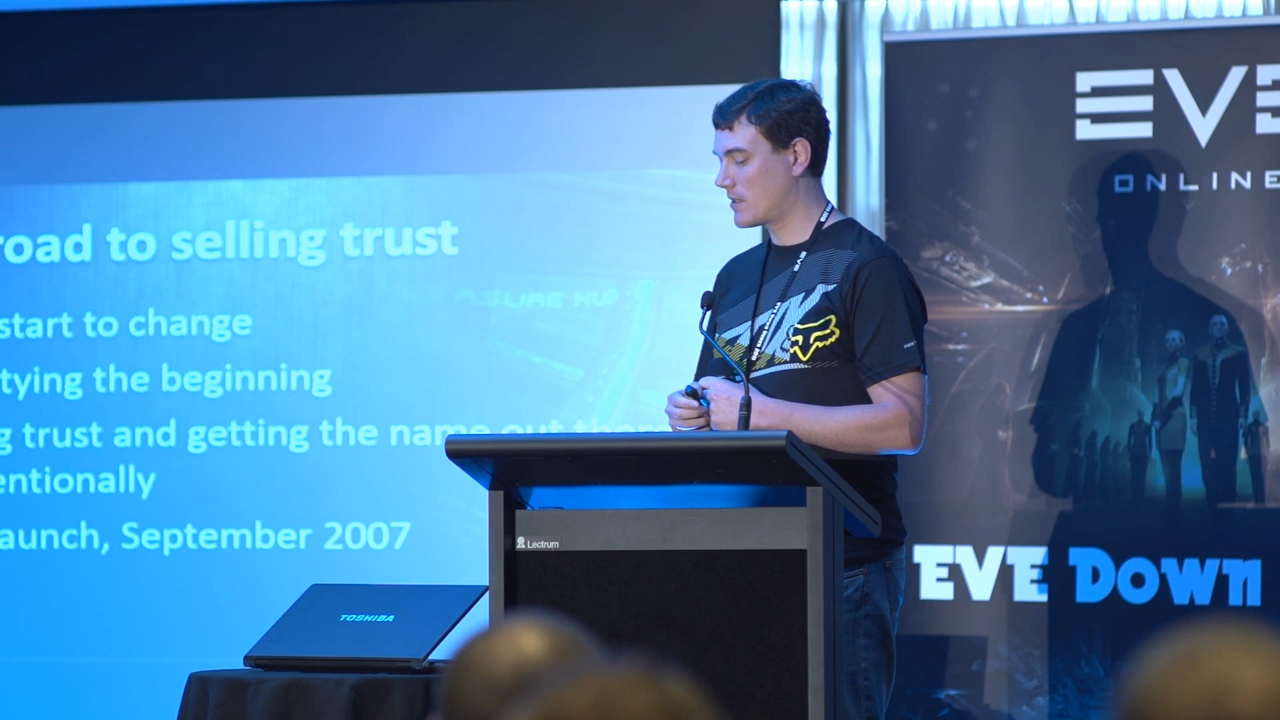 road to selling trust
start to change
tying the beginning
g trust and getting the name out
entionally
aunch, September 2007
EVE
ONLINE
EVE Down
Lectrum
TOSHIBA